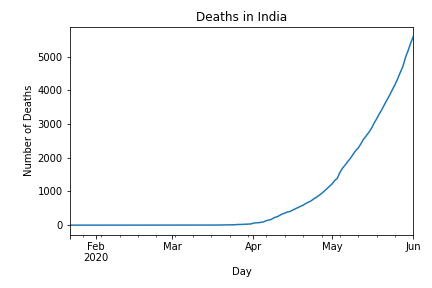 Deaths in India
Number of Deaths
5000
4000
3000
2000
1000
0
Feb
2020
Mar
Apr
May
Jun
Day